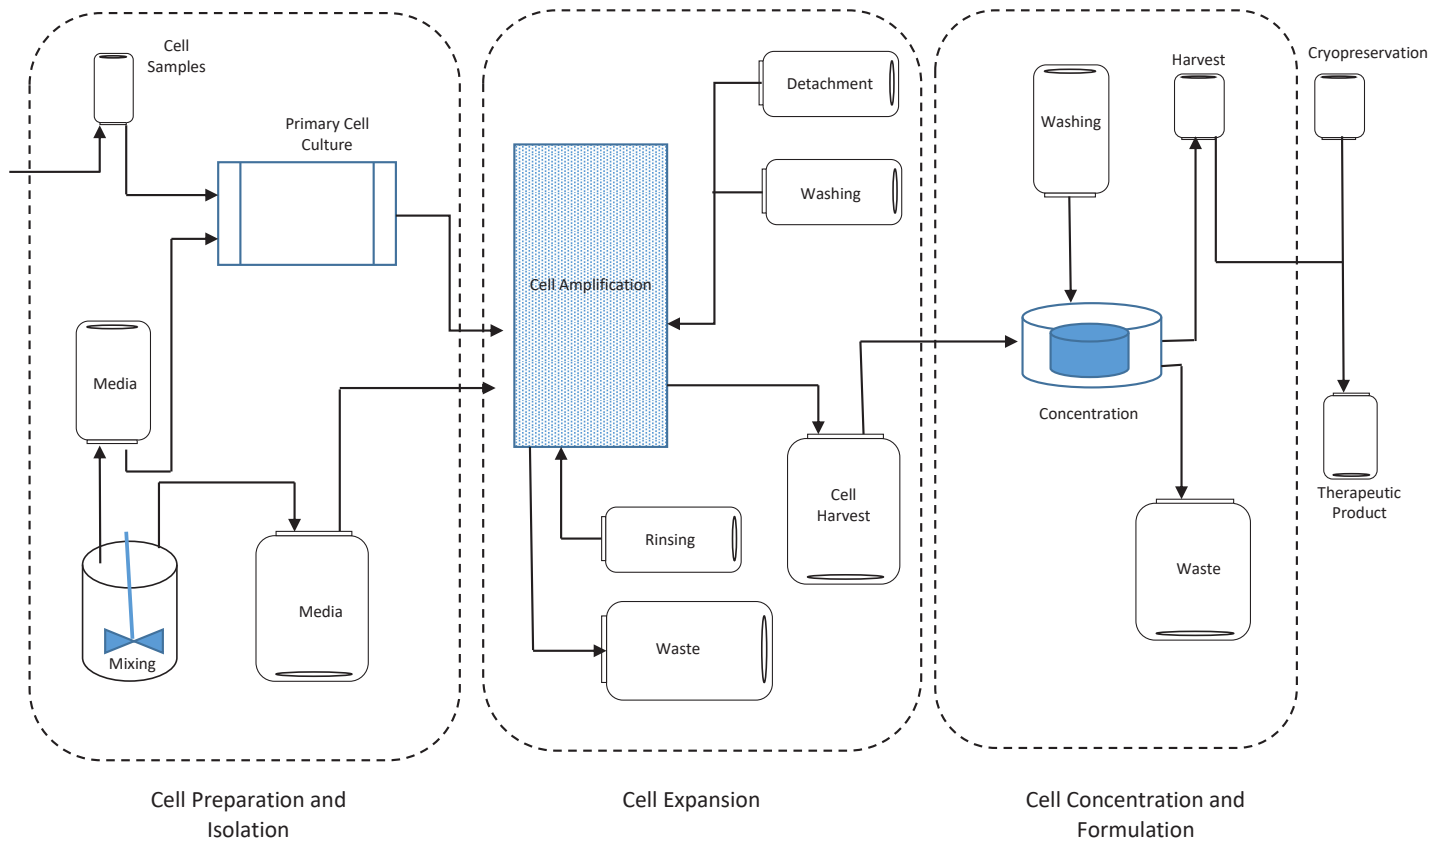 Cell
Samples
Primary Cell
Culture
Media
Mixing
Media
Cell Preparation and
Isolation
Detachment
Washing
Cell Amplification
Rinsing
Waste
Cell
Harvest
Cell Expansion
Washing
Harvest
Cryopreservation
Concentration
Waste
Therapeutic
Product
Cell Concentration and
Formulation